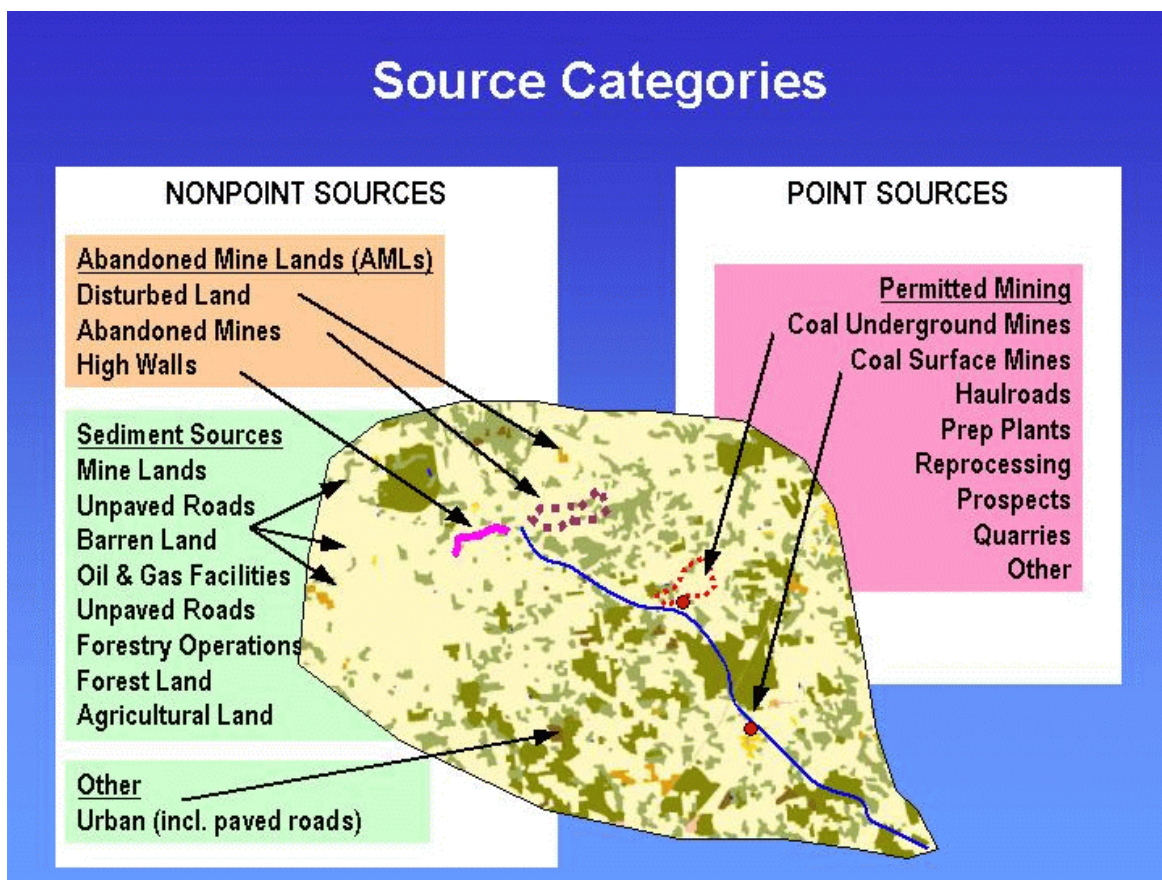 Source Categories
NONPOINT SOURCES
Abandoned Mine Lands (AMLs)
Disturbed Land
Abandoned Mines
High Walls
Sediment Sources
Mine Lands
Unpaved Roads
Barren Land
Oil & Gas Facilities
Unpaved Roads
Forestry Operations
Forest Land
Agricultural Land
Other
Urban (incl. paved roads)
POINT SOURCES
Permitted Mining
Coal Underground Mines
Coal Surface Mines
Haulroads
Prep Plants
Reprocessing
Prospects
Quarries
Other